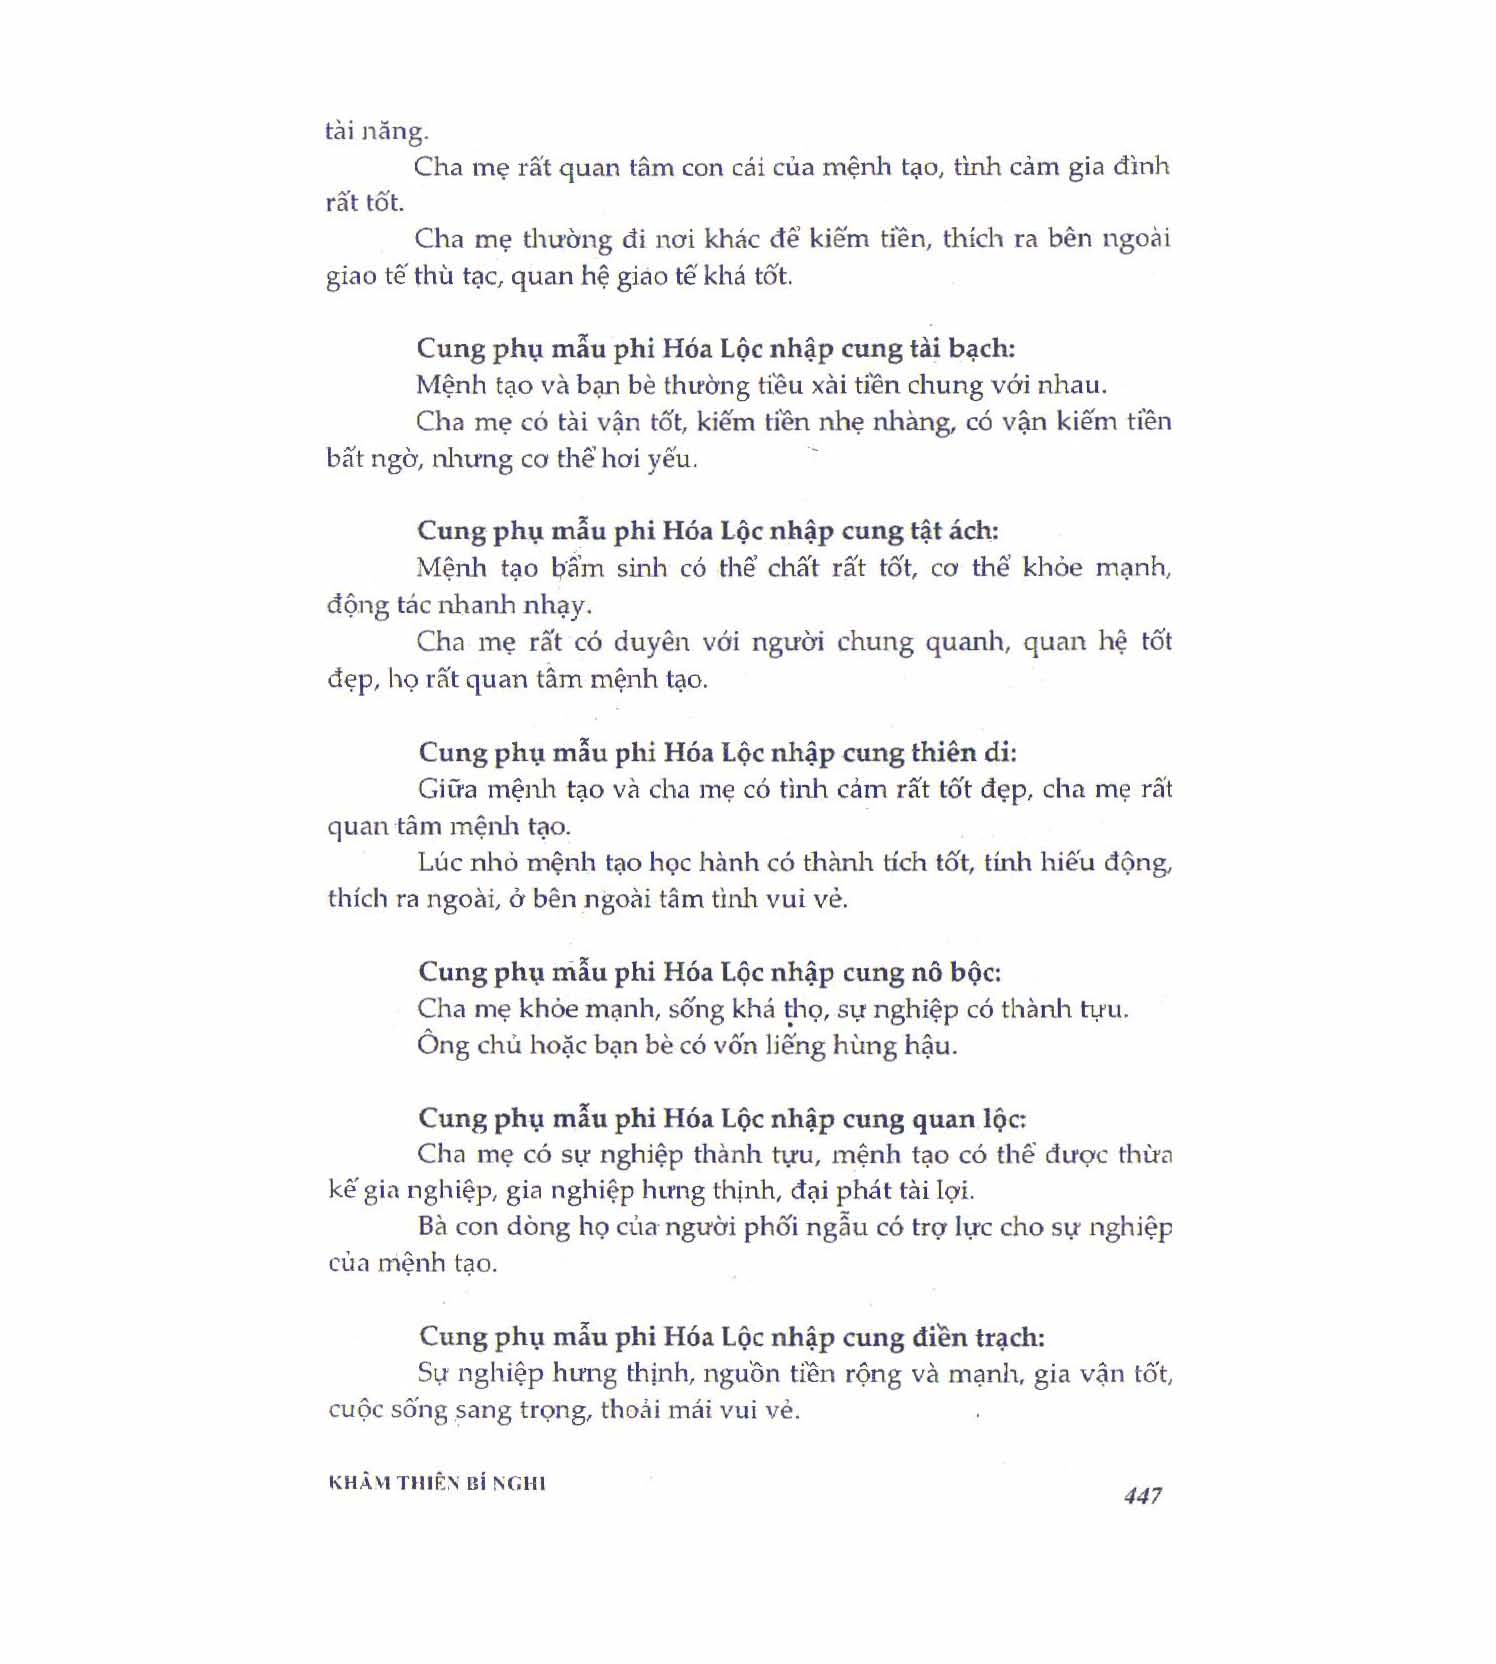 tài năng.
Cha mẹ rất quan tâm con cái của mệnh tạo, tình cảm gia đình
rất tốt.
Cha mẹ thường đi nơi khác để kiếm tiền, thích ra bên ngoài
giao tế thù tạc, quan hệ giao tế khá tốt.
Cung phụ mẫu phi Hóa Lộc nhập cung tài bạch:
Mệnh tạo và bạn bè thường tiêu xài tiền chung với nhau.
Cha mẹ có tài vận tốt, kiếm tiền nhẹ nhàng, có vận kiếm tiền
bất ngờ, nhưng cơ thể hơi yếu.
Cung phụ mẫu phi Hóa Lộc nhập cung tật ách:
Mệnh tạo bẩm sinh có thể chất rất tốt, cơ thể khỏe mạnh,
động tác nhanh nhạy.
Cha mẹ rất có duyên với người chung quanh, quan hệ tốt
đẹp, họ rất quan tâm mệnh tạo.
Cung phụ mẫu phi Hóa Lộc nhập cung thiên di:
Giữa mệnh tạo và cha mẹ có tình cảm rất tốt đẹp, cha mẹ rất
quan tâm mệnh tạo.
Lúc nhỏ mệnh tạo học hành có thành tích tốt, tính hiếu động,
thích ra ngoài, ở bên ngoài tâm tình vui vẻ.
Cung phụ mẫu phi Hóa Lộc nhập cung nô bộc:
Cha mẹ khỏe mạnh, sống khá thọ, sự nghiệp có thành tựu.
Ông chủ hoặc bạn bè có vốn liếng hùng hậu.
Cung phụ mẫu phi Hóa Lộc nhập cung quan lộc:
Cha mẹ có sự nghiệp thành tựu, mệnh tạo có thể được thừa
kế gia nghiệp, gia nghiệp hưng thịnh, đại phát tài lợi.
Bà con dòng họ của người phối ngẫu có trợ lực cho sự nghiệp
của mệnh tạo.
Cung phụ mẫu phi Hóa Lộc nhập cung điền trạch:
Sự nghiệp hưng thịnh, nguồn tiền rộng và mạnh, gia vận tốt,
cuộc sống sang trọng, thoải mái vui vẻ.
KHÂM THIÊN BÍ NGHI
447